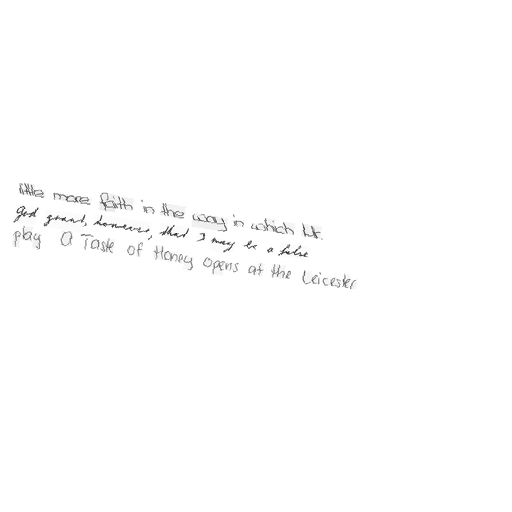 little more faith in the way in which Mr.
God grant, however, that I may be a false
play A Taste of Honey opens at the Leicester